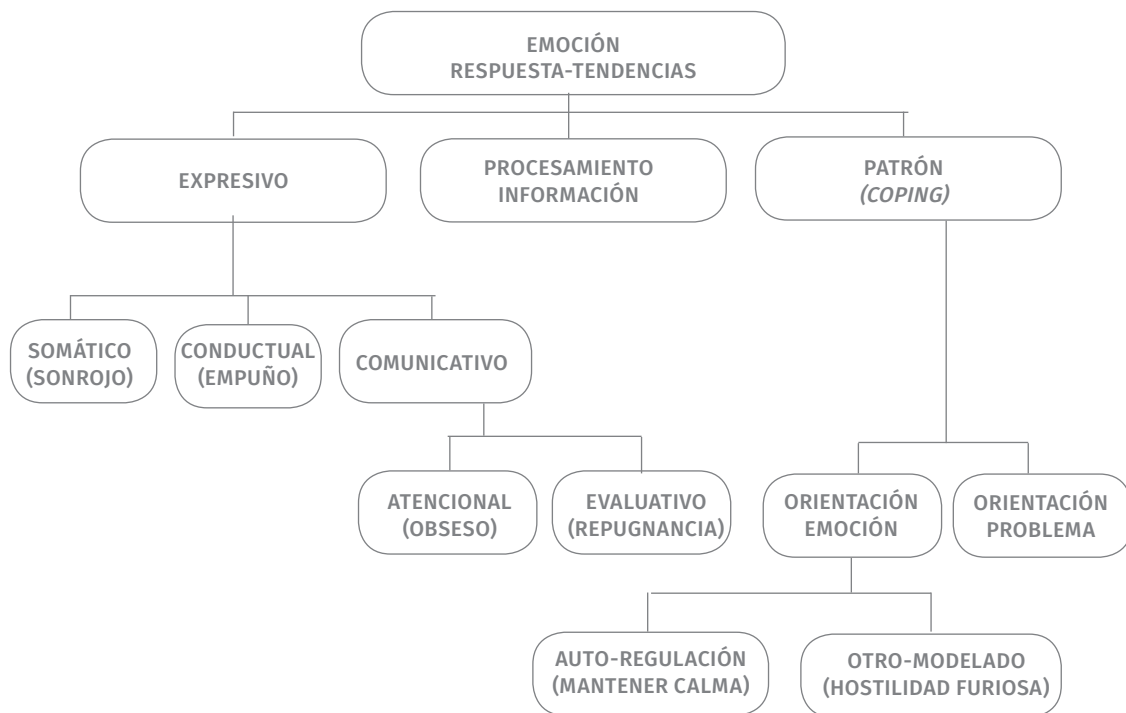 EMOCIÓN
RESPUESTA-TENDENCIAS
EXPRESIVO
PROCESAMIENTO
INFORMACIÓN
PATRÓN
(COPING)
SOMÁTICO
(SONROJO)
CONDUCTUAL
(EMPUÑO)
COMUNICATIVO
ATENCIONAL
(OBSESO)
EVALUATIVO
(REPUGNANCIA)
ORIENTACIÓN
EMOCIÓN
ORIENTACIÓN
PROBLEMA
AUTO-REGULACIÓN
(MANTENER CALMA)
OTRO-MODELADO
(HOSTILIDAD FURIOSA)